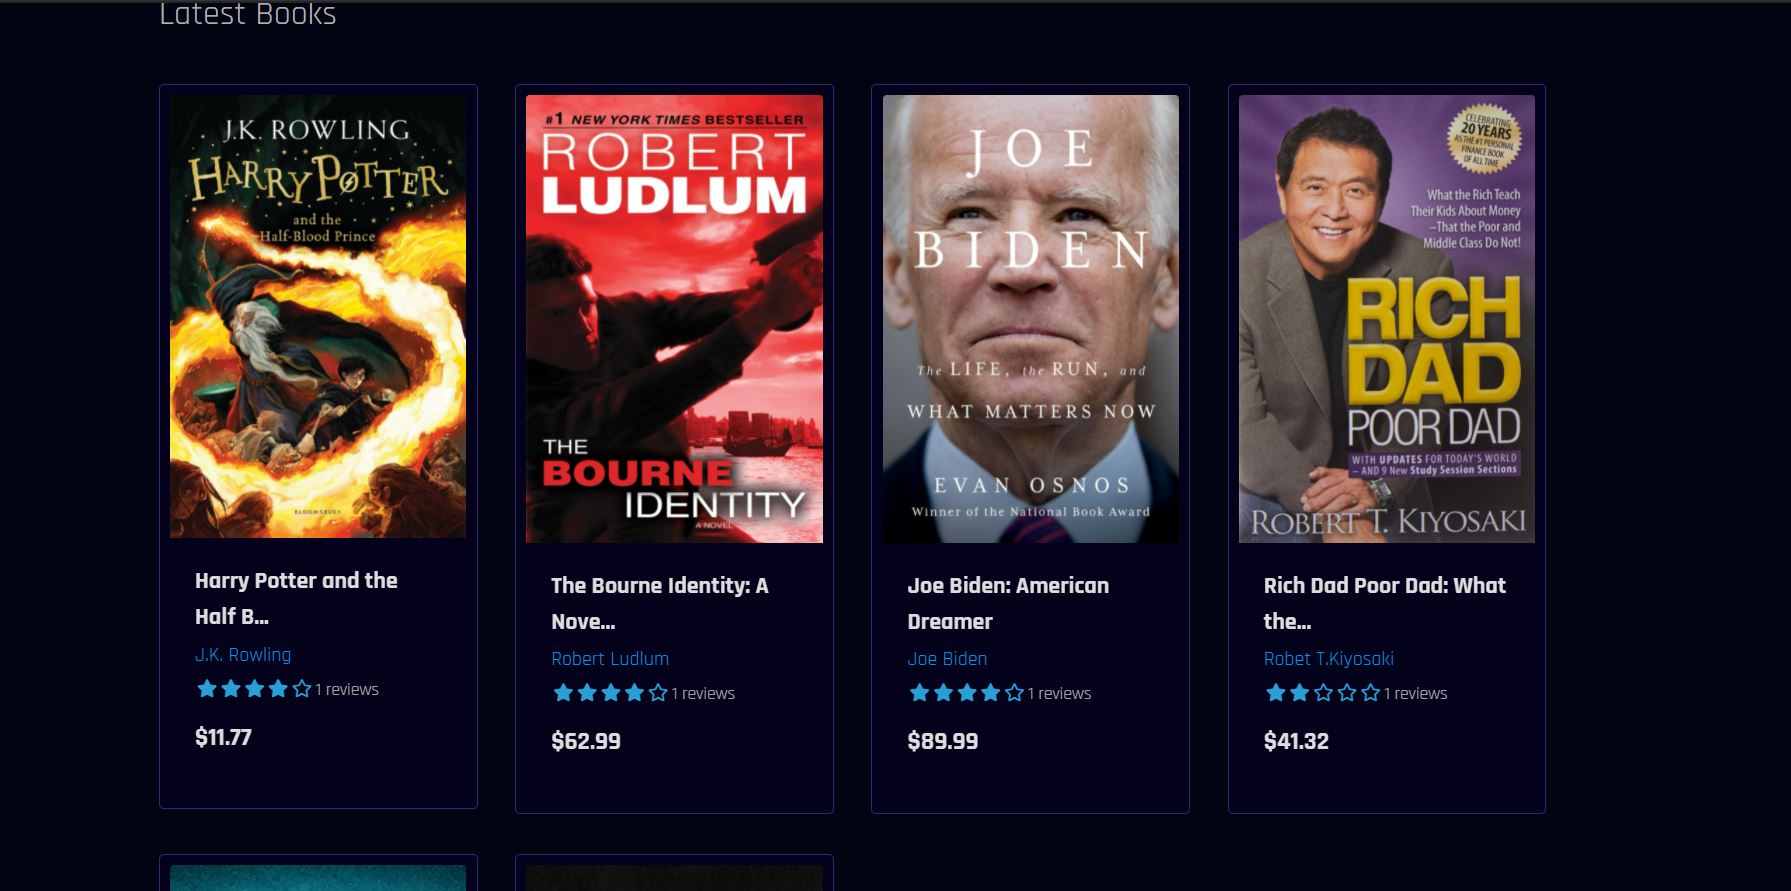 Latest Books
J.K. ROWLING
HARRY POTTER
and the
Half-Blood Prince
BLOOMSBURY
Harry Potter and the
Half B...
J.K. Rowling
1 reviews
$11.77
#1 NEW YORK TIMES BESTSELLER
ROBERT
LUDLUM
THE
BOURNE
IDENTITY
A NOVEL
The Bourne Identity: A
Nove...
Robert Ludlum
1 reviews
$62.99
JOE
BIDEN
The LIFE, the RUN, and
WHAT MATTERS NOW
EVAN OSNOS
Winner of the National Book Award
Joe Biden: American
Dreamer
Joe Biden
1 reviews
$89.99
CELEBRATING
20 YEARS
AS THE #1 PERSONAL
FINANCE BOOK
OF ALL TIME
What the Rich Teach
Their Kids About Money
–That the Poor and
Middle Class Do Not!
RICH
DAD
POOR DAD
WITH UPDATES FOR TODAY'S WORLD
– AND 9 New Study Session Sections
ROBERT T. KIYOSAKI
Rich Dad Poor Dad: What
the...
Robet T.Kiyosaki
1 reviews
$41.32